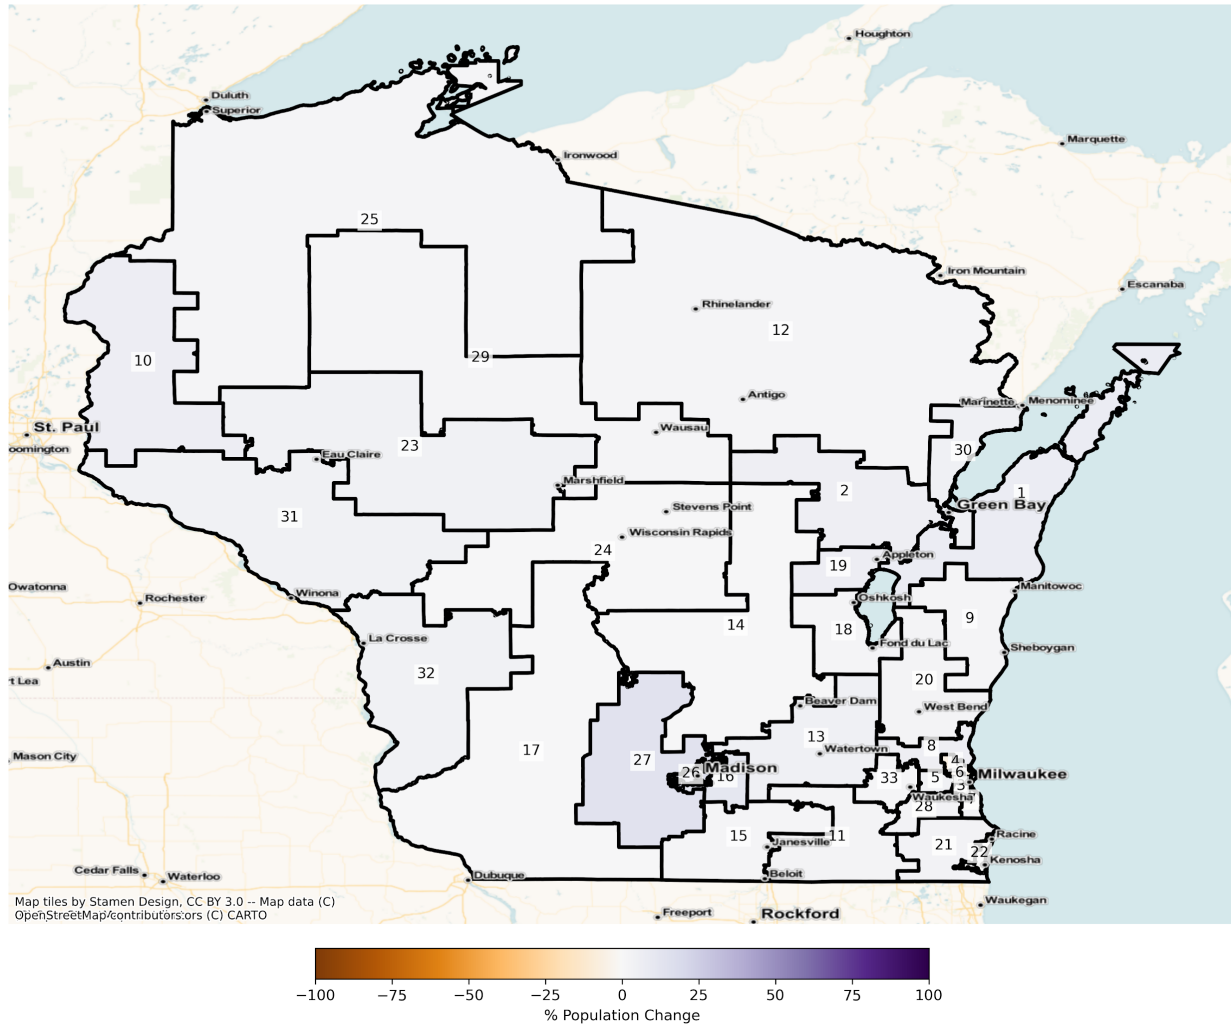 Houghton
Duluth
Superior
Marquette
Ironwood
25
Iron Mountain
Escanaba
Rhinelander
12
10
29
Antigo
Marinette
Menominee
St. Paul
Wausau
oomington
23
Eau Claire
30
Marshfield
2
1
Green Bay
Stevens Point
31
Wisconsin Rapids
24
Appleton
19
Owatonna
Rochester
Winona
Oshkosh
Manitowoc
14
18
9
La Crosse
Fond du Lac
Sheboygan
Austin
32
20
rt Lea
Beaver Dam
West Bend
13
8
17
Watertown
Mason City
27
4
26
Madison
16
33
5
6
Milwaukee
3
Waukesha
7
28
15
Janesville
11
21
Racine
22
Kenosha
Cedar Falls
Waterloo
Dubuque
Beloit
Map tiles by Stamen Design, CC BY 3.0 -- Map data (C)
OpenStreetMap contributors (C) CARTO
Freeport
Rockford
Waukegan
−100
−75
−50
−25
0
25
50
75
100
% Population Change